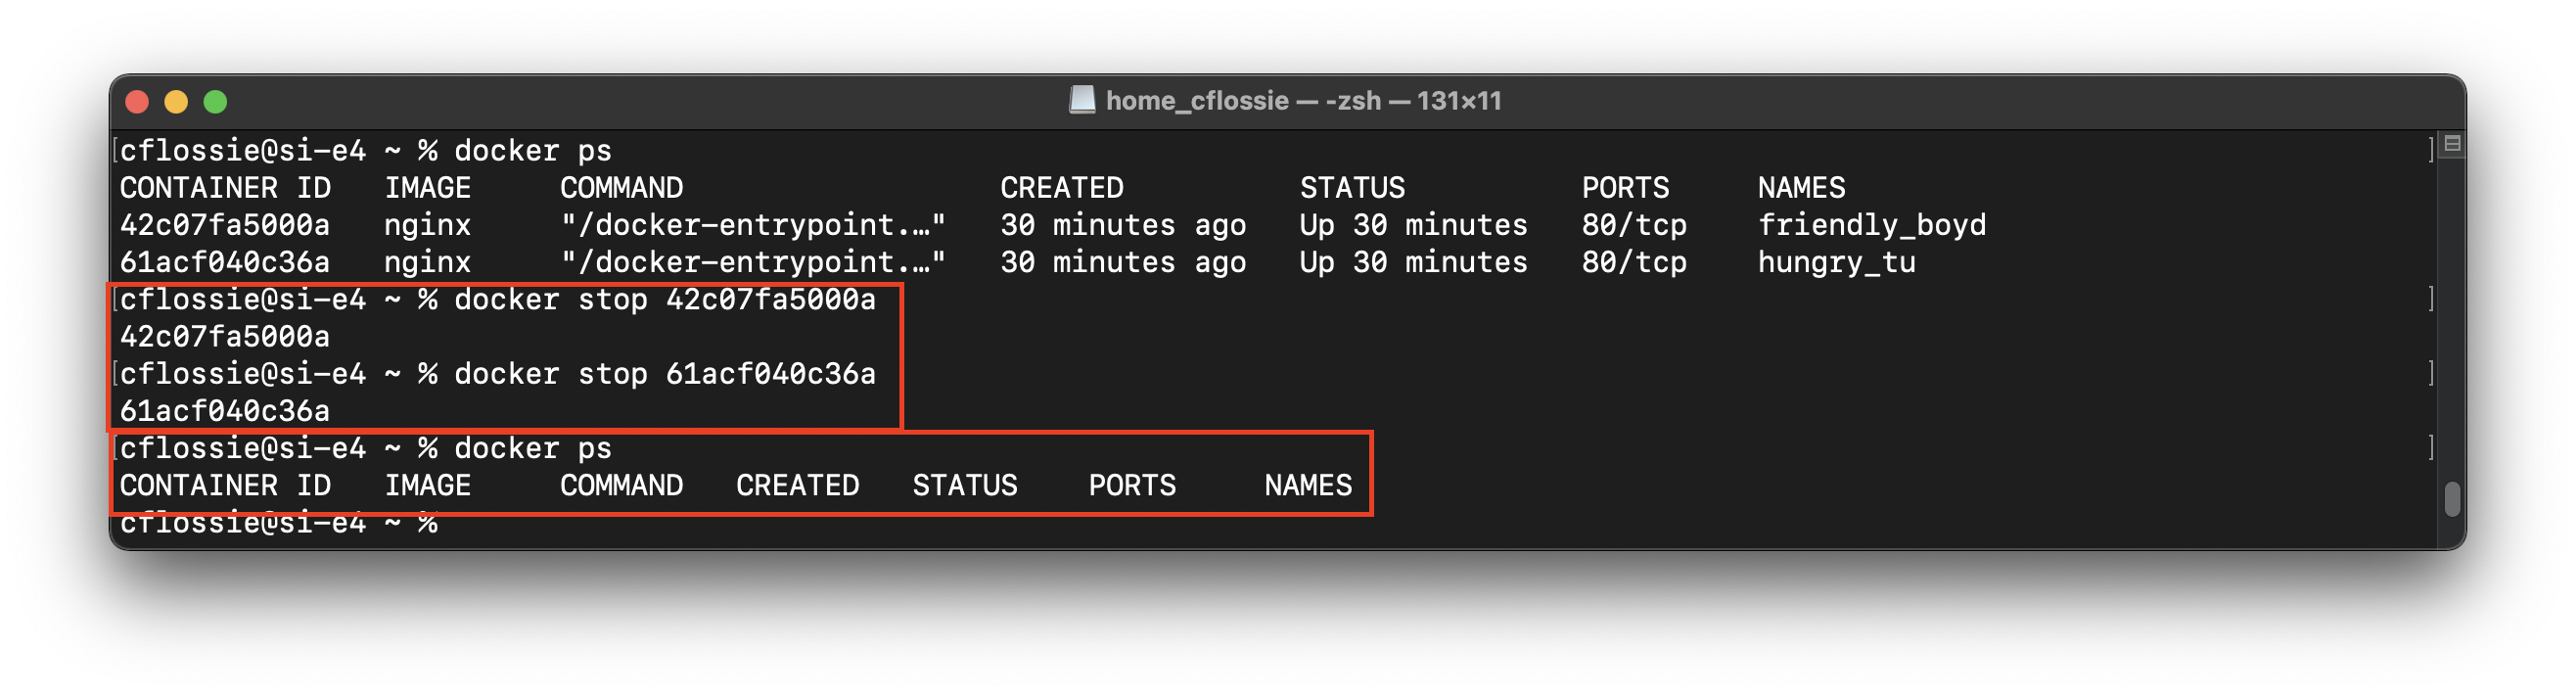 home_cflossie — -zsh — 131×11
[cflossie@si-e4 ~ % docker ps ]
CONTAINER ID   IMAGE     COMMAND                  CREATED          STATUS          PORTS     NAMES
42c07fa5000a   nginx     "/docker-entrypoint.…"   30 minutes ago   Up 30 minutes   80/tcp    friendly_boyd
61acf040c36a   nginx     "/docker-entrypoint.…"   30 minutes ago   Up 30 minutes   80/tcp    hungry_tu
[cflossie@si-e4 ~ % docker stop 42c07fa5000a ]
42c07fa5000a
[cflossie@si-e4 ~ % docker stop 61acf040c36a ]
61acf040c36a
[cflossie@si-e4 ~ % docker ps ]
CONTAINER ID   IMAGE     COMMAND   CREATED   STATUS    PORTS     NAMES
cflossie@si-e4 ~ %